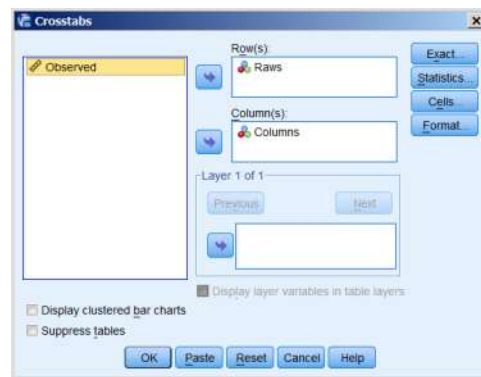 Crosstabs
Observed
Row(s):
Raws
Column(s):
Columns
Exact...
Statistics...
Cells...
Format...
Layer 1 of 1
Previous
Next
Display layer variables in table layers
Display clustered bar charts
Suppress tables
OK
Paste
Reset
Cancel
Help